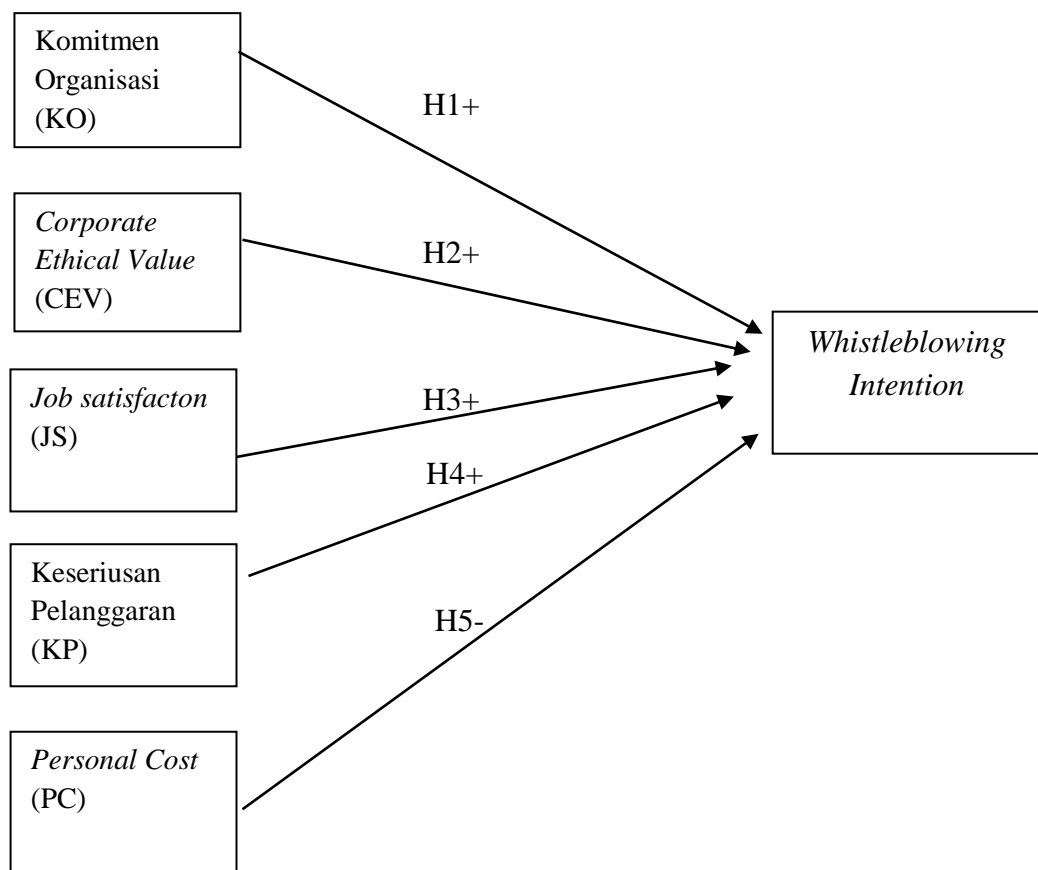 Komitmen
Organisasi
(KO)
H1+
Corporate
Ethical Value
(CEV)
H2+
Job satisfacton
(JS)
H3+
Keseriusan
Pelanggaran
(KP)
H4+
Personal Cost
(PC)
H5-
Whistleblowing
Intention